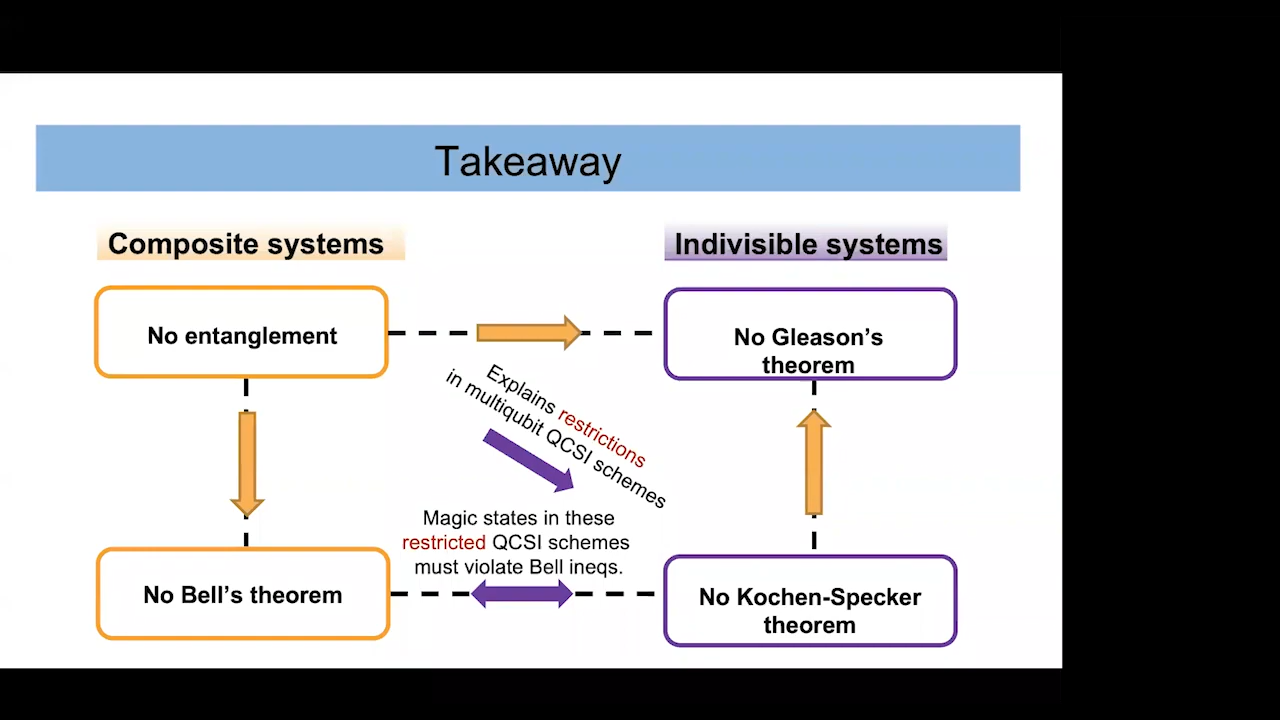 Takeaway
Composite systems
Indivisible systems
No entanglement
No Gleason’s
theorem
Explains restrictions
in multiqubit QCSI schemes
Magic states in these
restricted QCSI schemes
must violate Bell ineqs.
No Bell’s theorem
No Kochen-Specker
theorem